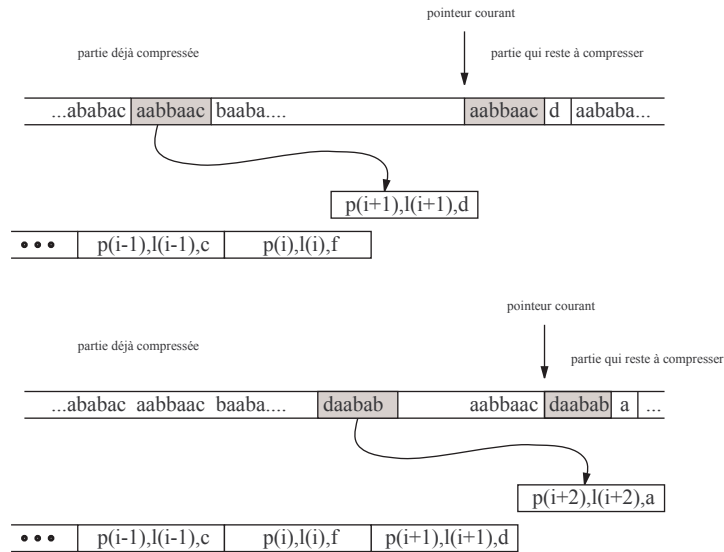 pointeur courant
partie déjà compressée
partie qui reste à compresser
...ababac aabbaac baaba.... aabbaac d aababa...
p(i+1),l(i+1),d
p(i-1),l(i-1),c p(i),l(i),f
pointeur courant
partie déjà compressée
partie qui reste à compresser
...ababac aabbaac baaba.... daabab aabbaac daabab a ...
p(i+2),l(i+2),a
p(i-1),l(i-1),c p(i),l(i),f p(i+1),l(i+1),d